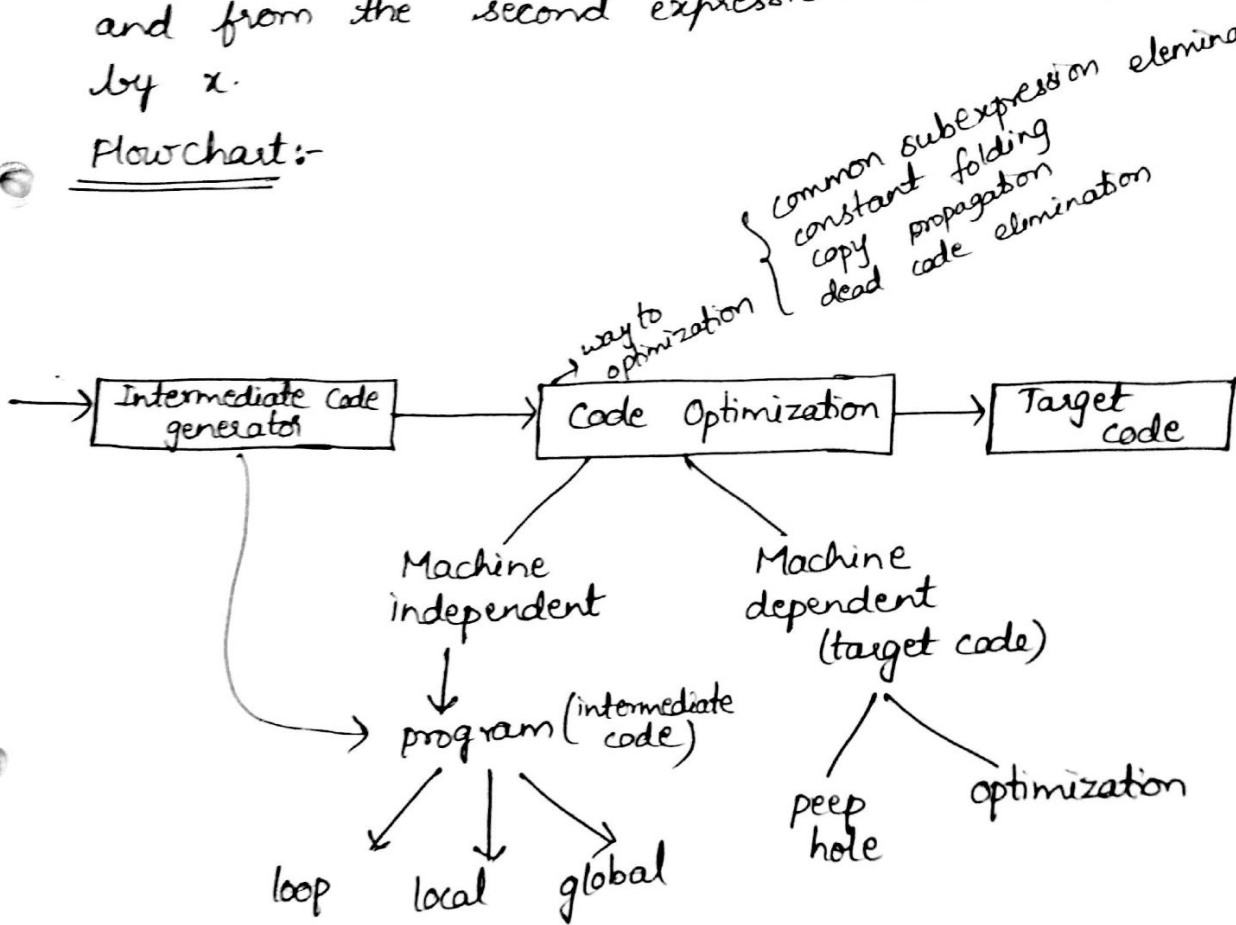 and from the second express
by x.
Flowchart:-
common subexpression elemina
constant folding
copy propagation
dead code elemination
way to
optimization
Intermediate Code
generator
Code Optimization
Target
code
Machine
independent
Machine
dependent
(target code)
program (intermediate
code)
peep
hole
optimization
loop
local
global